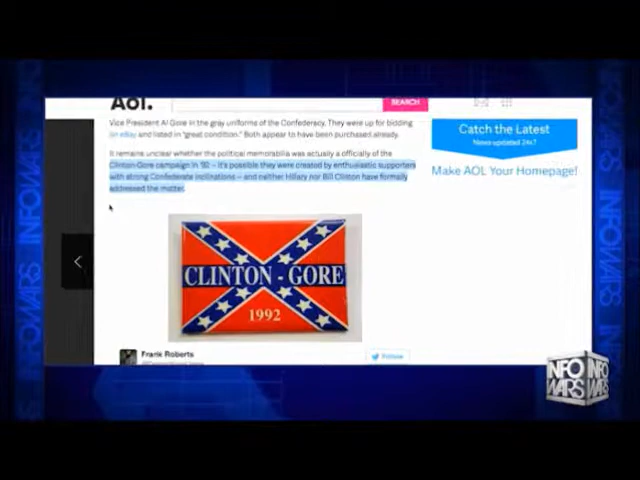 Aol.
SEARCH
Vice President Al Gore in the gray uniforms of the Confederacy. They were up for bidding
on eBay and listed in "great condition." Both appear to have been purchased already.
It remains unclear whether the political memorabilia was actually a officially of the
Clinton-Gore campaign in '92 – it's possible they were created by enthusiastic supporters
with strong Confederate inclinations – and neither Hillary nor Bill Clinton have formally
addressed the matter.
Catch the Latest
News updated 24x7
Make AOL Your Homepage!
CLINTON - GORE
1992
Frank Roberts
Follow
INFO
WARS
INFO
WARS
INFOWARS
INFOWARS